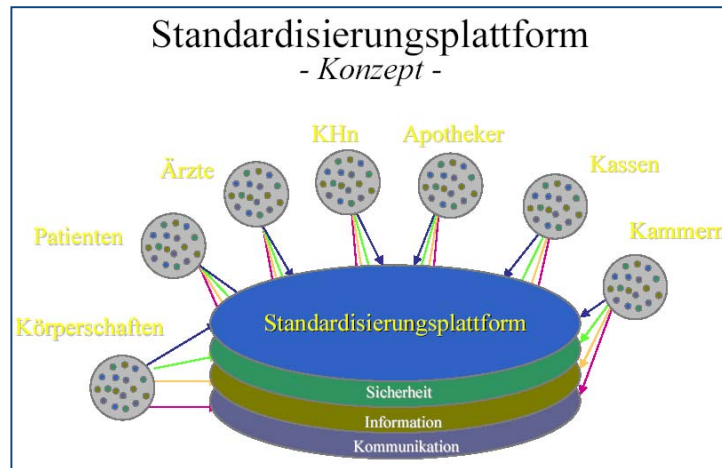 Standardisierungsplattform
- Konzept -
KHn
Apotheker
Ärzte
Kassen
Patienten
Kammern
Körperschaften
Standardisierungsplattform
Sicherheit
Information
Kommunikation